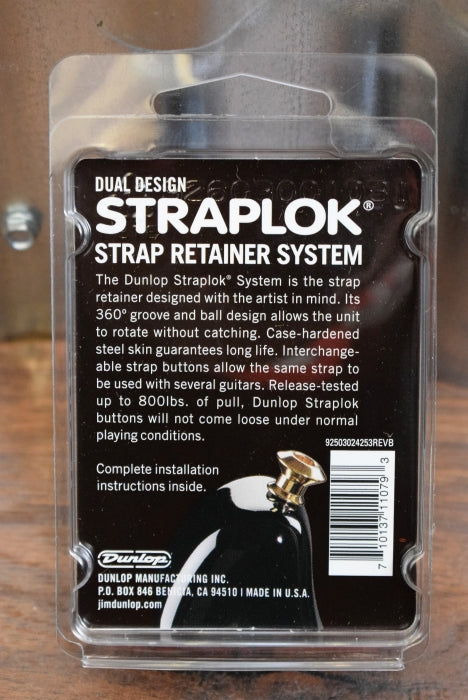 DUAL DESIGN
STRAPLOK®
STRAP RETAINER SYSTEM
The Dunlop Straplok® System is the strap
retainer designed with the artist in mind. Its
360° groove and ball design allows the unit
to rotate without catching. Case-hardened
steel skin guarantees long life. Interchange-
able strap buttons allow the same strap to
be used with several guitars. Release-tested
up to 800lbs. of pull, Dunlop Straplok
buttons will not come loose under normal
playing conditions.
92503024253REVB
Complete installation
instructions inside.
7 10137 11079 3
Dunlop
DUNLOP MANUFACTURING INC.
P.O. BOX 846 BENICIA, CA 94510 | MADE IN U.S.A.
jimdunlop.com